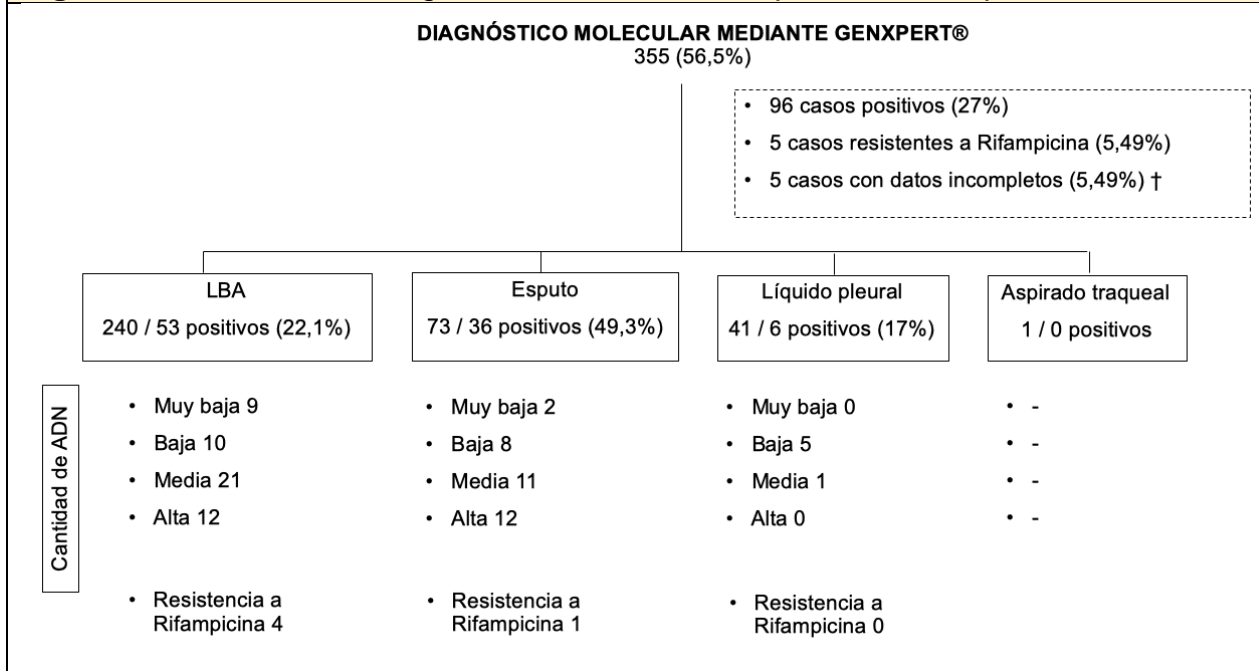 DIAGNÓSTICO MOLECULAR MEDIANTE GENXPERT®
355 (56,5%)
• 96 casos positivos (27%)
• 5 casos resistentes a Rifampicina (5,49%)
• 5 casos con datos incompletos (5,49%) †
LBA
240 / 53 positivos (22,1%)
Esputo
73 / 36 positivos (49,3%)
Líquido pleural
41 / 6 positivos (17%)
Aspirado traqueal
1 / 0 positivos
Cantidad de ADN
• Muy baja 9
• Baja 10
• Media 21
• Alta 12
• Resistencia a
Rifampicina 4
• Muy baja 2
• Baja 8
• Media 11
• Alta 12
• Resistencia a
Rifampicina 1
• Muy baja 0
• Baja 5
• Media 1
• Alta 0
• Resistencia a
Rifampicina 0
• -
• -
• -
• -